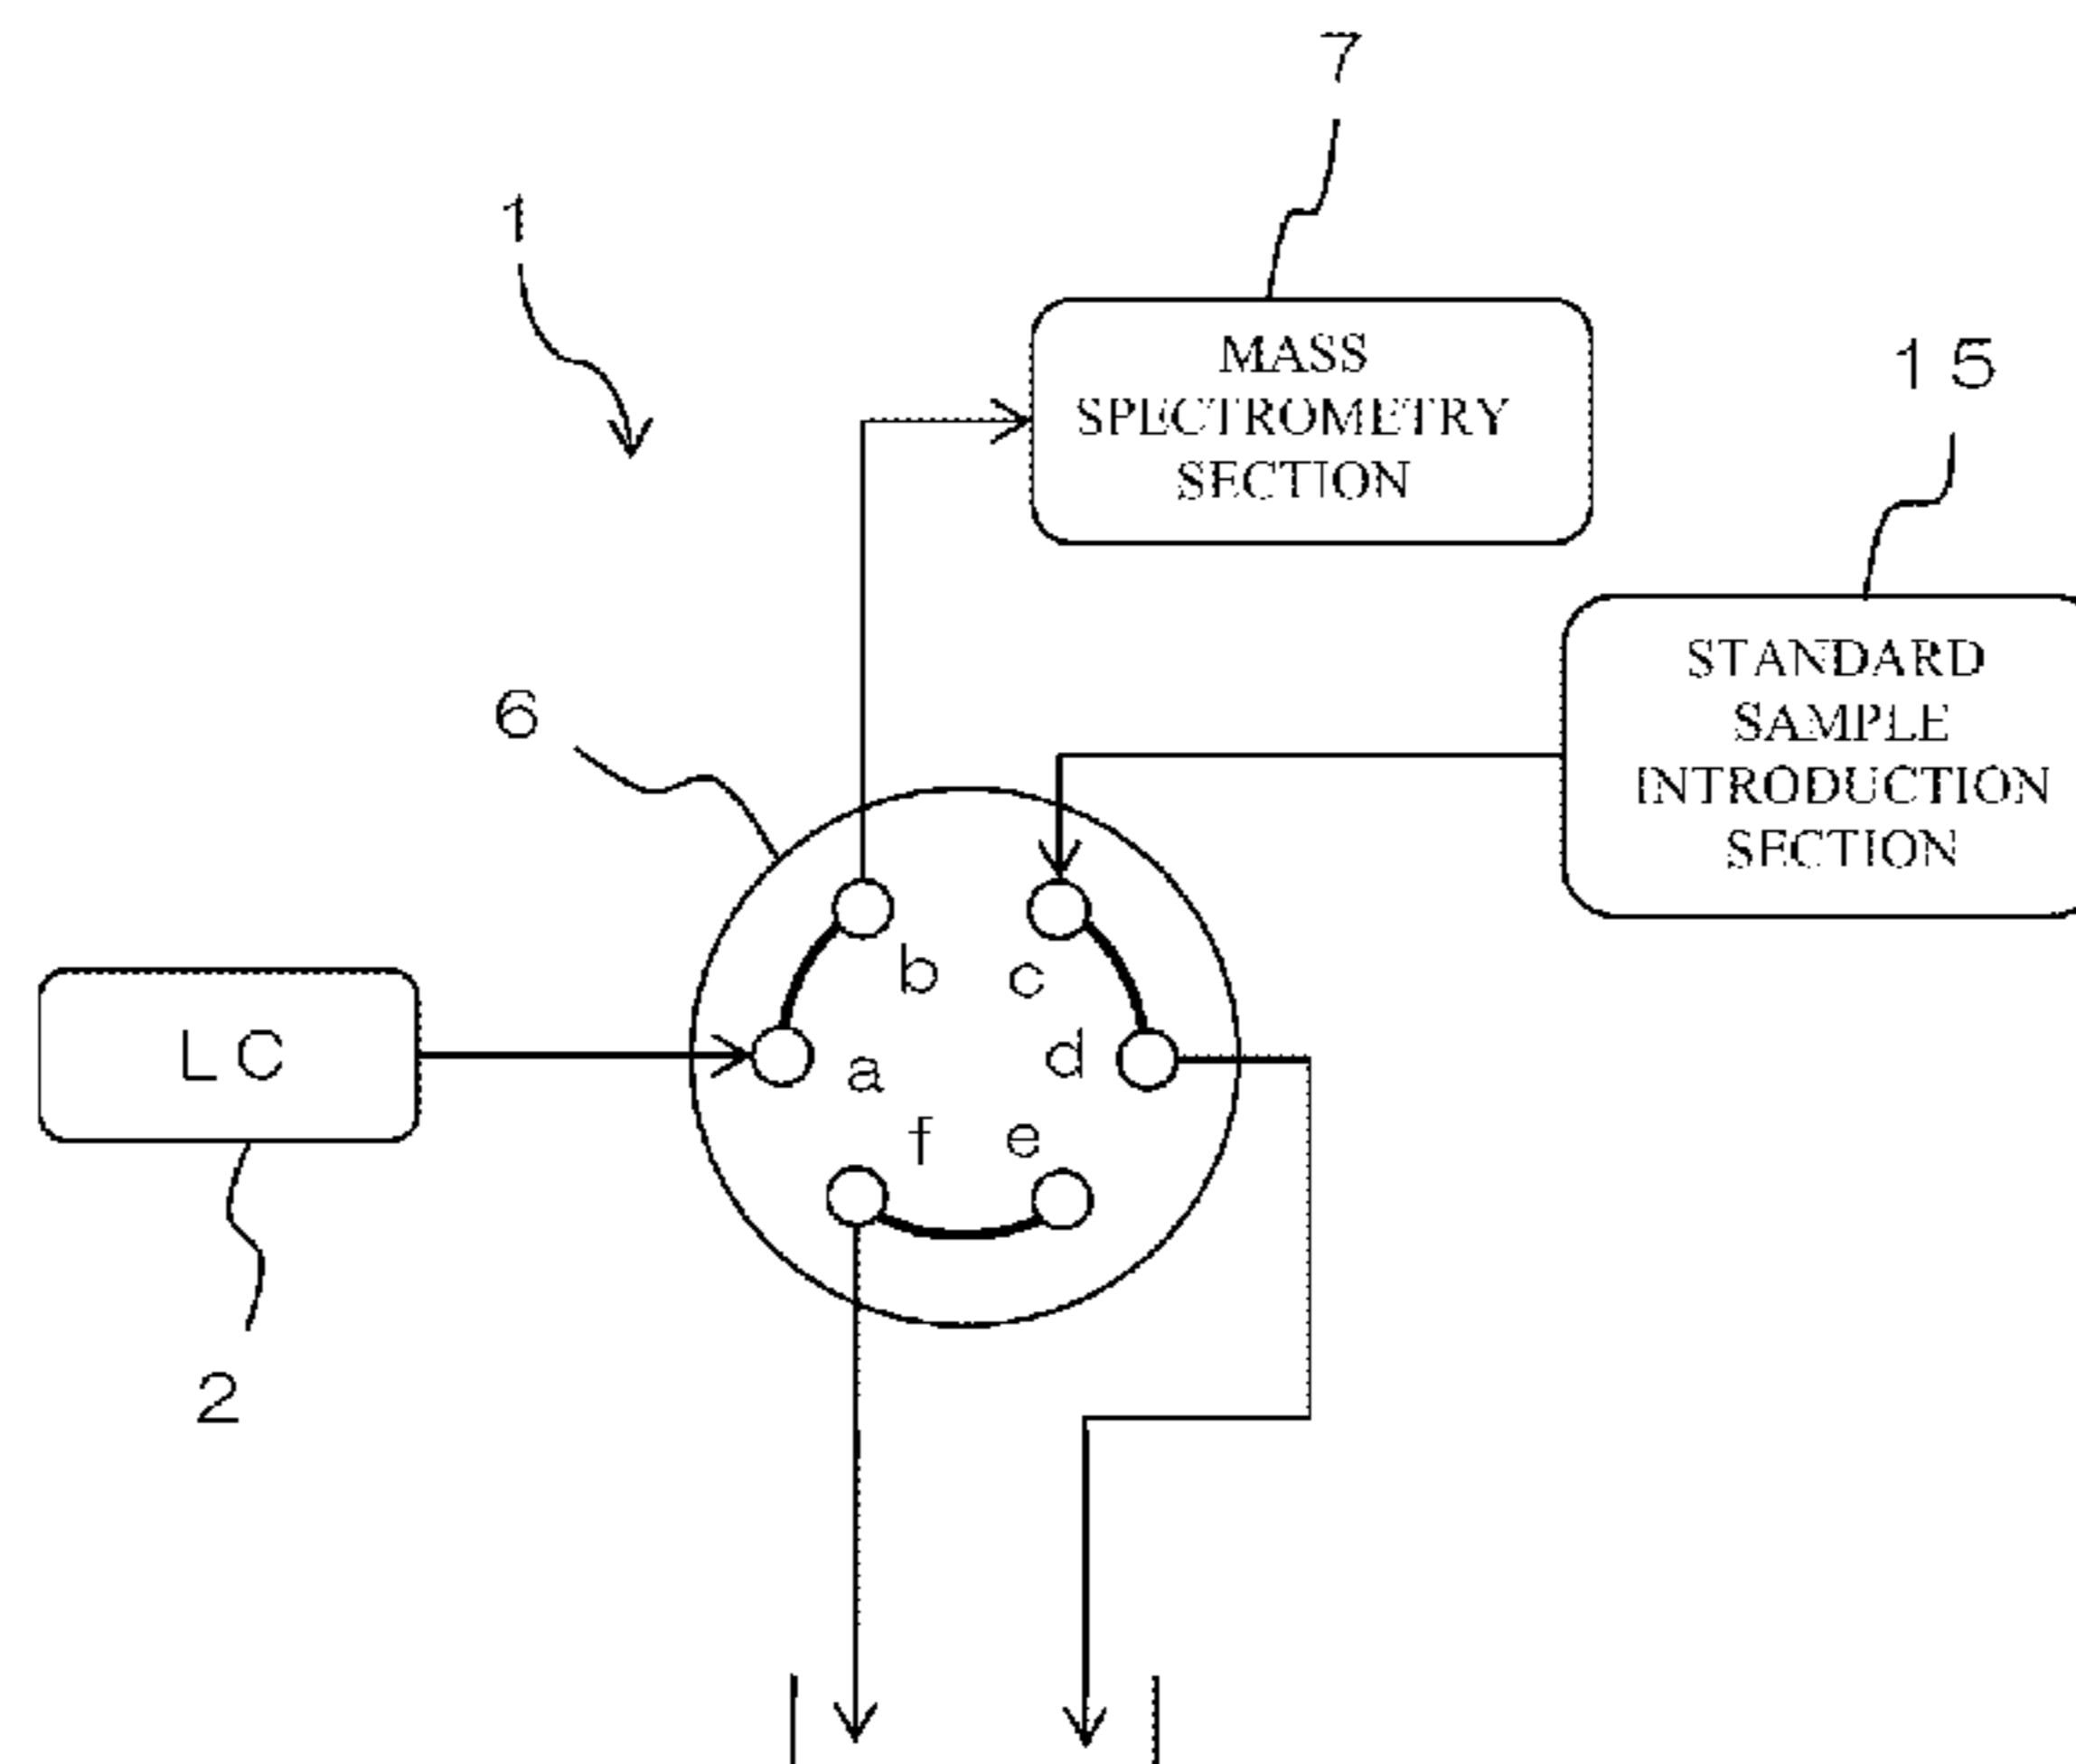 7
1
MASS
SPECTROMETRY
SECTION
15
STANDARD
SAMPLE
INTRODUCTION
SECTION
6
b
c
LC
a
d
f
e
2